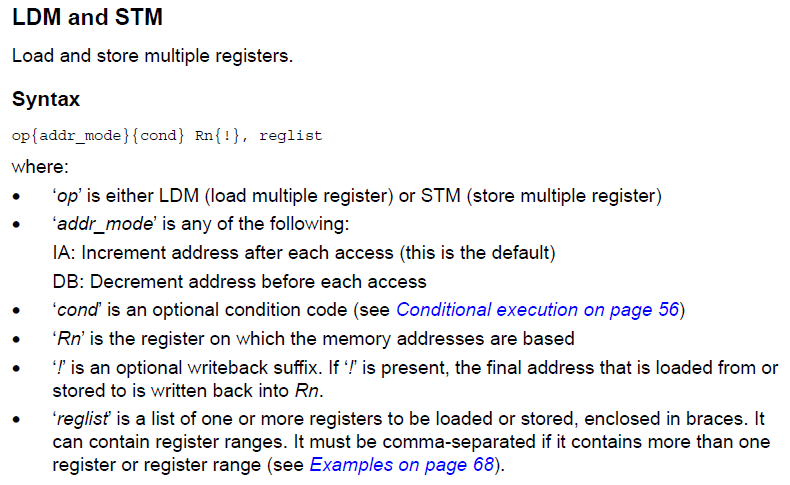 LDM and STM
Load and store multiple registers.
Syntax
op{addr_mode}{cond} Rn{!}, reglist
where:
• ‘op’ is either LDM (load multiple register) or STM (store multiple register)
• ‘addr_mode’ is any of the following:
IA: Increment address after each access (this is the default)
DB: Decrement address before each access
• ‘cond’ is an optional condition code (see Conditional execution on page 56)
• ‘Rn’ is the register on which the memory addresses are based
• ‘!’ is an optional writeback suffix. If ‘!’ is present, the final address that is loaded from or
stored to is written back into Rn.
• ‘reglist’ is a list of one or more registers to be loaded or stored, enclosed in braces. It
can contain register ranges. It must be comma-separated if it contains more than one
register or register range (see Examples on page 68).